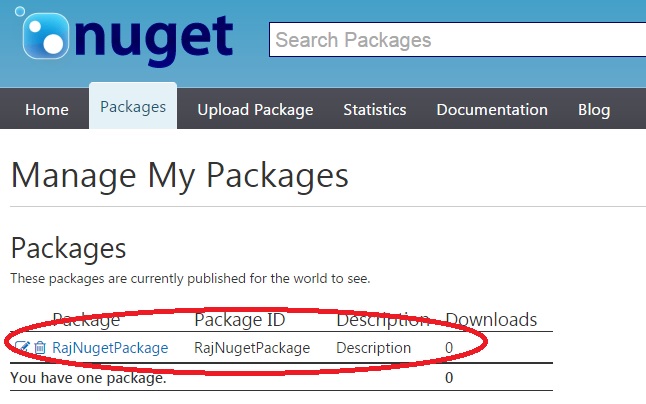 nuget
Search Packages
Home Packages Upload Package Statistics Documentation Blog
Manage My Packages
Packages
These packages are currently published for the world to see.
Package Package ID Description Downloads
RajNugetPackage RajNugetPackage Description 0
You have one package. 0